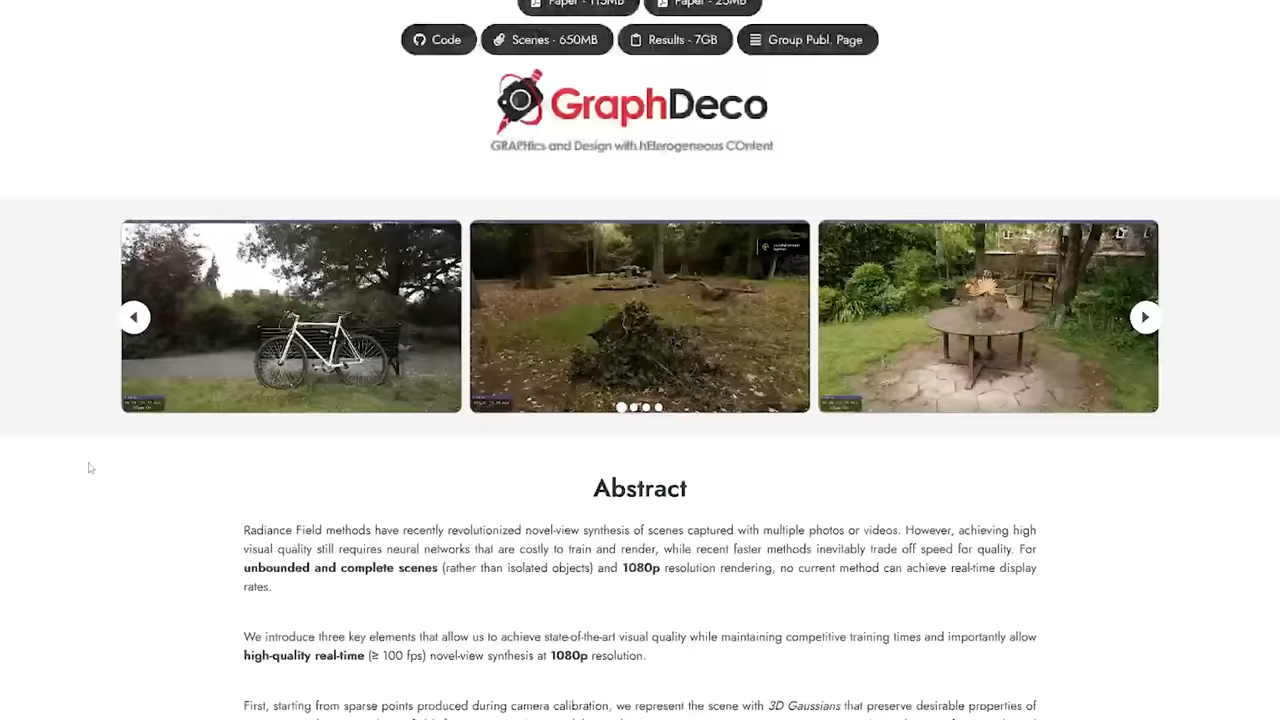 Paper - 115MB Paper - 25MB
Code Scenes - 650MB Results - 7GB Group Publ. Page
GraphDeco
GRAPHics and Design with hEterogeneous COntent
Abstract
Radiance Field methods have recently revolutionized novel-view synthesis of scenes captured with multiple photos or videos. However, achieving high
visual quality still requires neural networks that are costly to train and render, while recent faster methods inevitably trade off speed for quality. For
unbounded and complete scenes (rather than isolated objects) and 1080p resolution rendering, no current method can achieve real-time display
rates.
We introduce three key elements that allow us to achieve state-of-the-art visual quality while maintaining competitive training times and importantly allow
high-quality real-time (≥ 100 fps) novel-view synthesis at 1080p resolution.
First, starting from sparse points produced during camera calibration, we represent the scene with 3D Gaussians that preserve desirable properties of